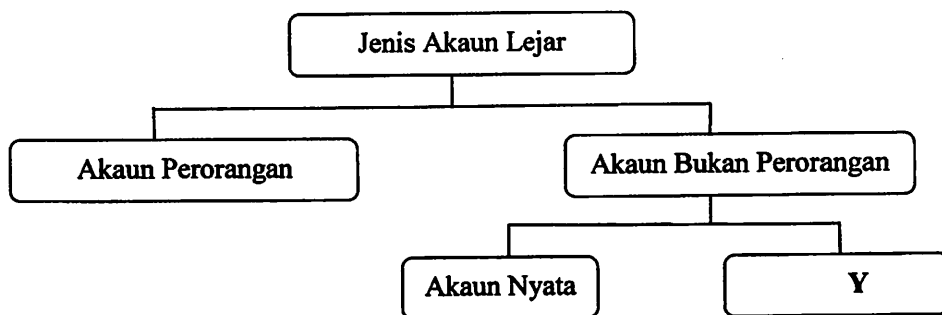 Jenis Akaun Lejar
Akaun Perorangan
Akaun Bukan Perorangan
Akaun Nyata
Y